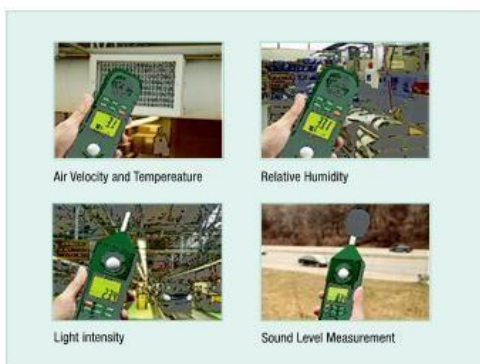 Air Velocity and Tempereature
Relative Humidity
Light intensity
Sound Level Measurement